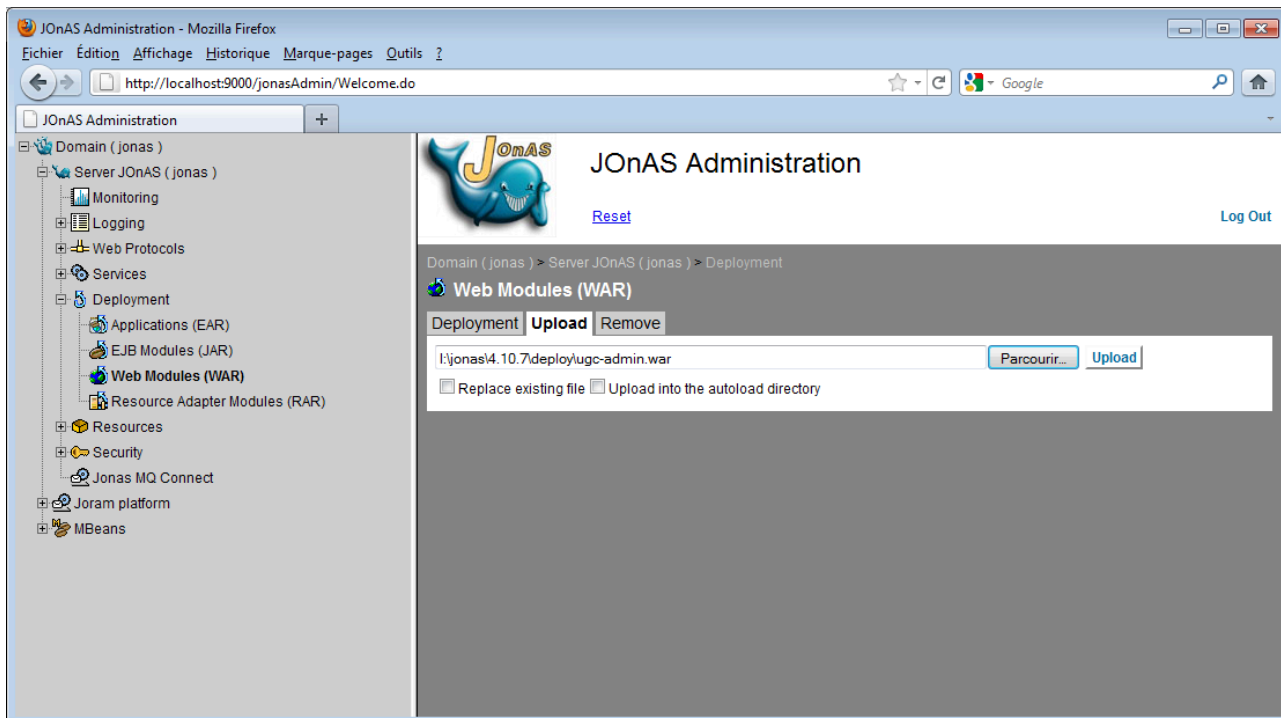 JOnAS Administration - Mozilla Firefox
Fichier Édition Affichage Historique Marque-pages Outils ?
http://localhost:9000/jonasAdmin/Welcome.do
Google
JOnAS Administration
Domain ( jonas )
Server JOnAS ( jonas )
Monitoring
Logging
Web Protocols
Services
Deployment
Applications (EAR)
EJB Modules (JAR)
Web Modules (WAR)
Resource Adapter Modules (RAR)
Resources
Security
Jonas MQ Connect
Joram platform
MBeans
JOnAS
JOnAS Administration
Reset
Log Out
Domain ( jonas ) > Server JOnAS ( jonas ) > Deployment
Web Modules (WAR)
Deployment Upload Remove
I:\jonas\4.10.7\deploy\ugc-admin.war Parcourir... Upload
Replace existing file Upload into the autoload directory